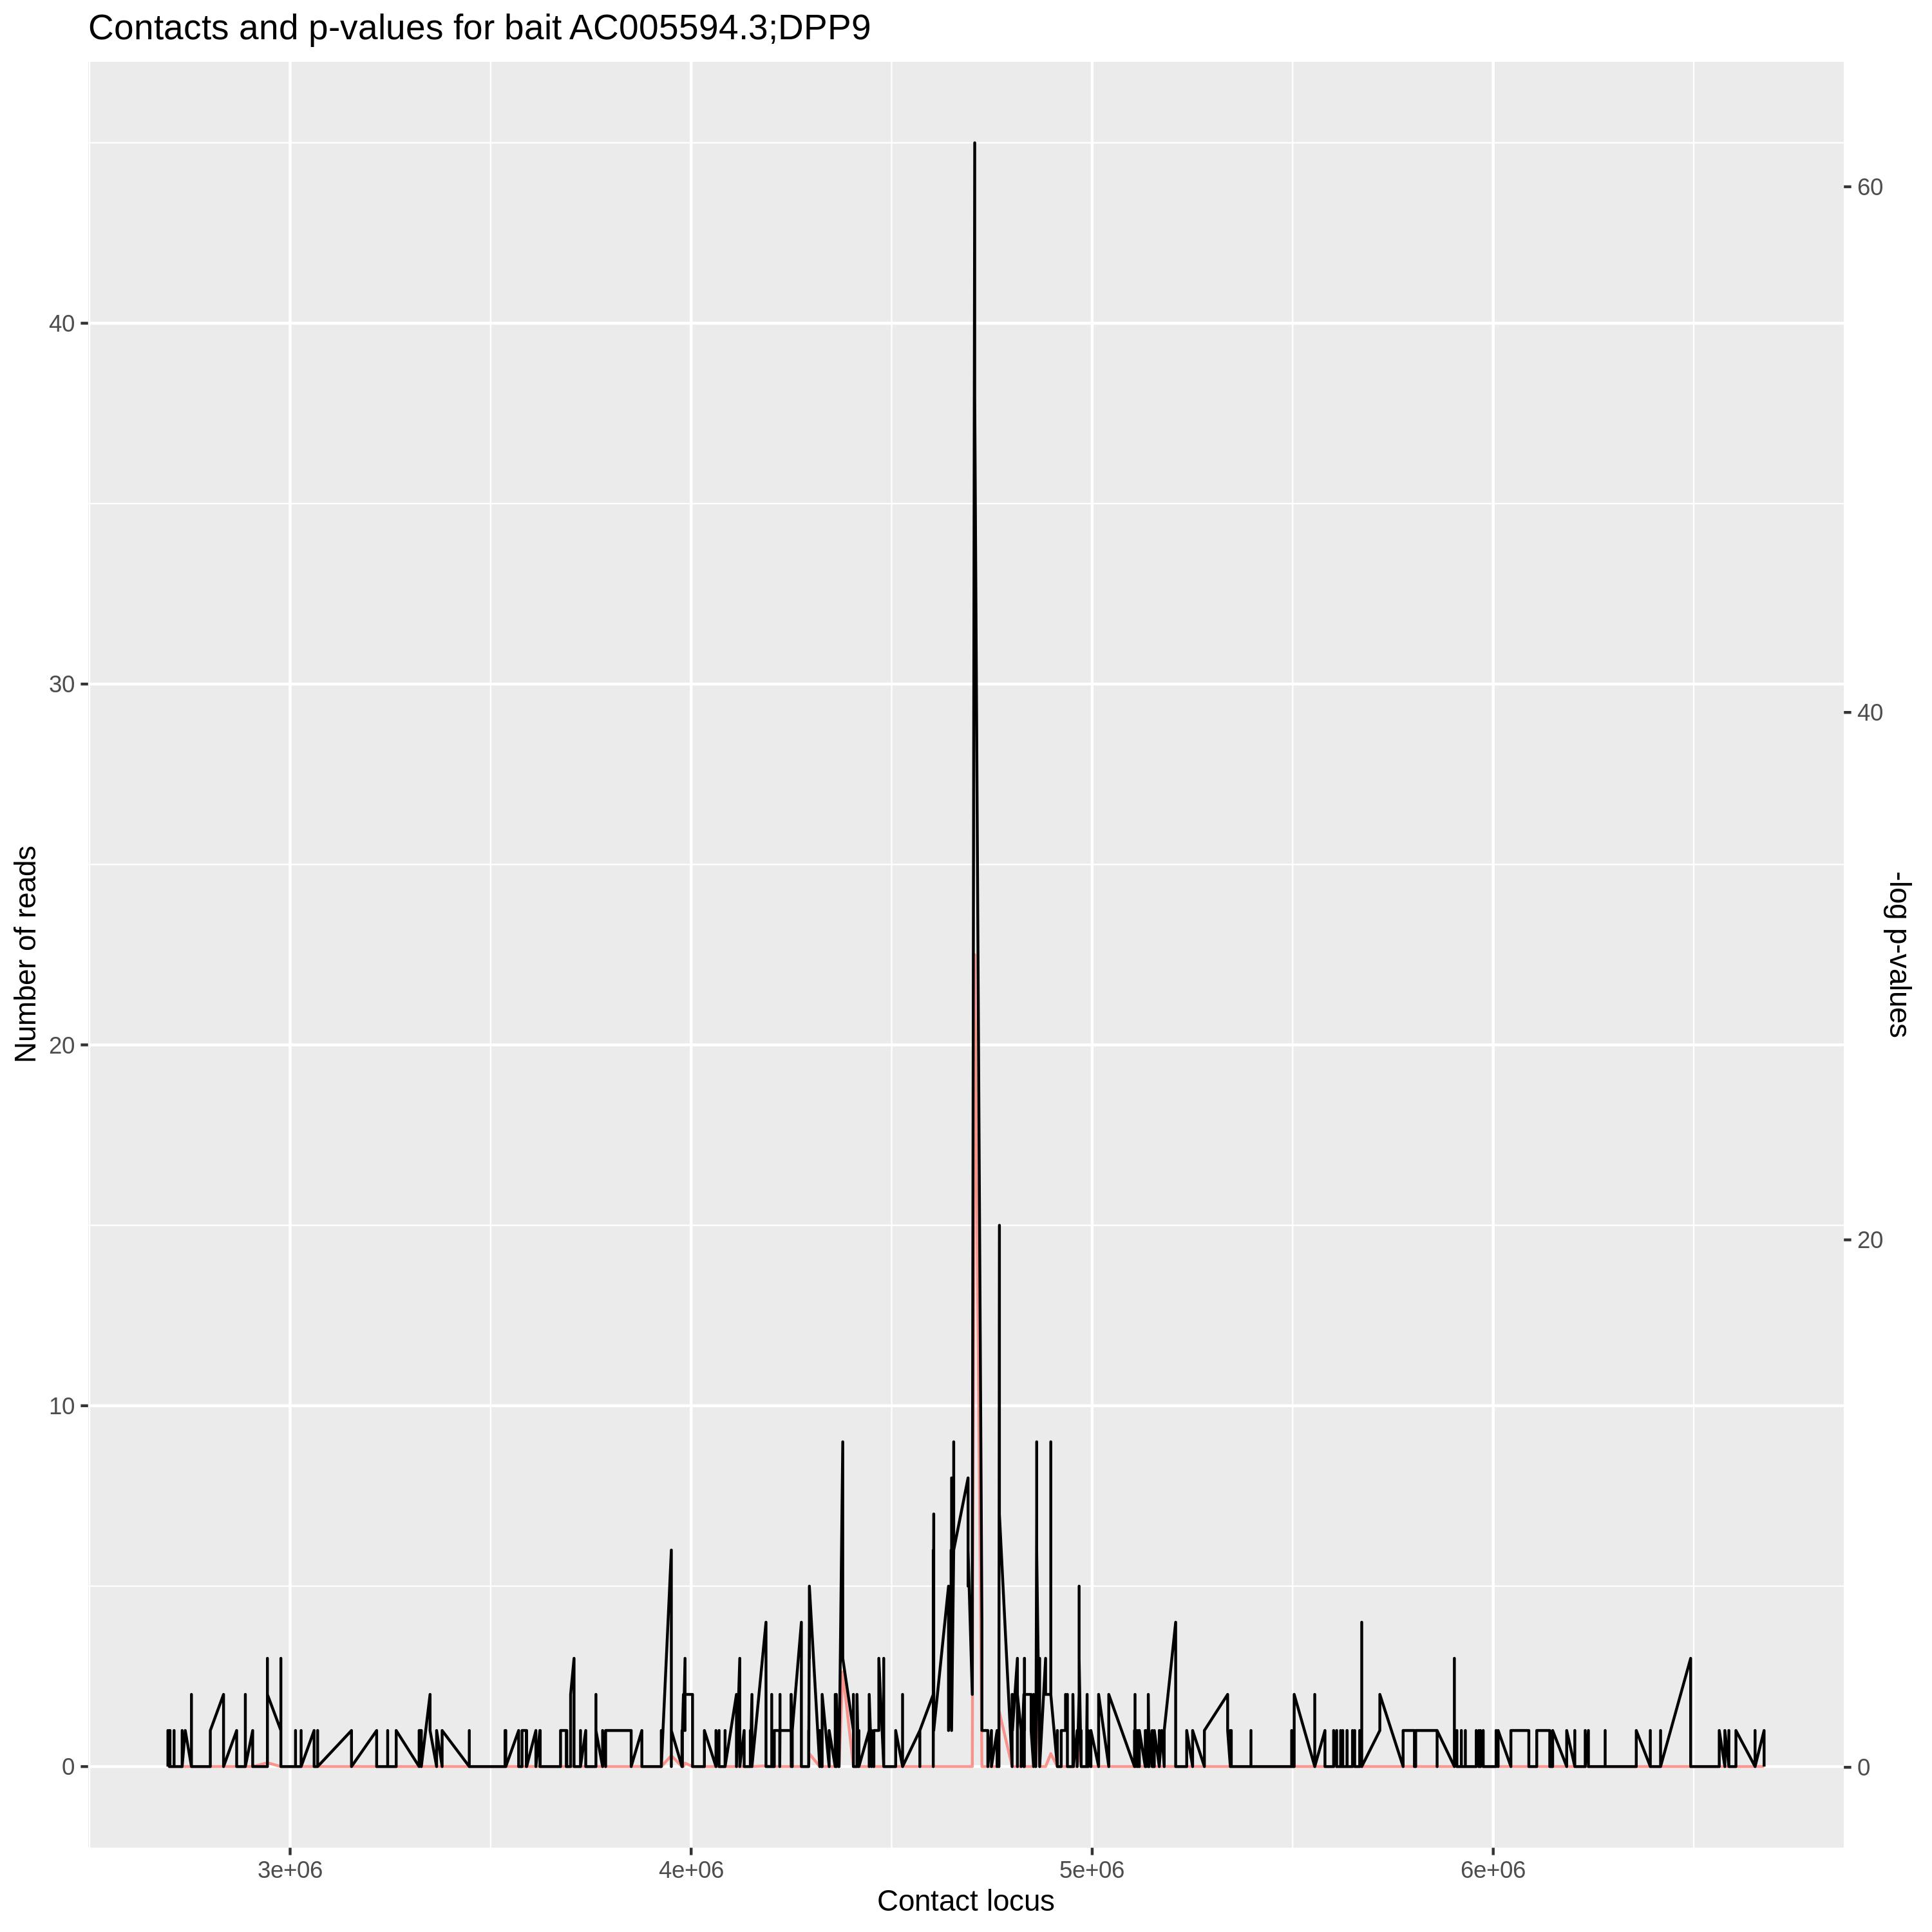 Contacts and p-values for bait AC005594.3;DPP9
Number of reads
40
30
20
10
0
60
40
20
0
-log p-values
3e+06
4e+06
5e+06
6e+06
Contact locus